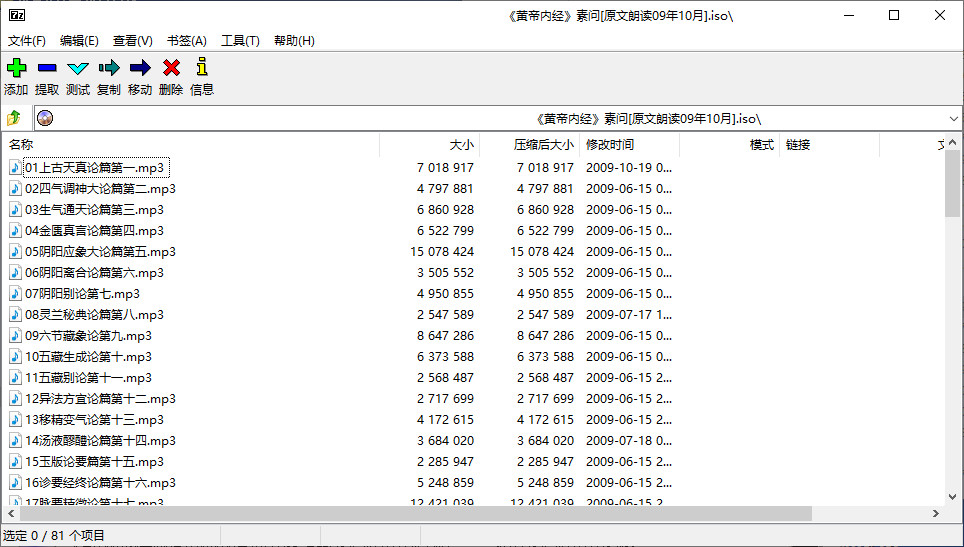 7z 《黄帝内经》素问[原文朗读09年10月].iso\
文件(F) 编辑(E) 查看(V) 书签(A) 工具(T) 帮助(H)
添加 提取 测试 复制 移动 删除 信息
《黄帝内经》素问[原文朗读09年10月].iso\
名称 大小 压缩后大小 修改时间 模式 链接
01上古天真论篇第一.mp3 7 018 917 7 018 917 2009-10-19 0...
02四气调神大论篇第二.mp3 4 797 881 4 797 881 2009-06-15 0...
03生气通天论篇第三.mp3 6 860 928 6 860 928 2009-06-15 0...
04金匮真言论篇第四.mp3 6 522 799 6 522 799 2009-06-15 0...
05阴阳应象大论篇第五.mp3 15 078 424 15 078 424 2009-06-15 0...
06阴阳离合论篇第六.mp3 3 505 552 3 505 552 2009-06-15 0...
07阴阳别论第七.mp3 4 950 855 4 950 855 2009-06-15 0...
08灵兰秘典论篇第八.mp3 2 547 589 2 547 589 2009-07-17 1...
09六节藏象论第九.mp3 8 647 286 8 647 286 2009-06-15 0...
10五藏生成论第十.mp3 6 373 588 6 373 588 2009-06-15 0...
11五藏别论第十一.mp3 2 568 487 2 568 487 2009-06-15 2...
12异法方宜论篇第十二.mp3 2 717 699 2 717 699 2009-06-15 2...
13移精变气论第十三.mp3 4 172 615 4 172 615 2009-06-15 2...
14汤液醪醴论篇第十四.mp3 3 684 020 3 684 020 2009-07-18 0...
15玉版论要篇第十五.mp3 2 285 947 2 285 947 2009-06-15 2...
16诊要经终论篇第十六.mp3 5 248 859 5 248 859 2009-06-15 2...
17脉要精微论第十七.mp3 12 421 039 12 421 039 2009-06-15 2...
选定 0 / 81 个项目